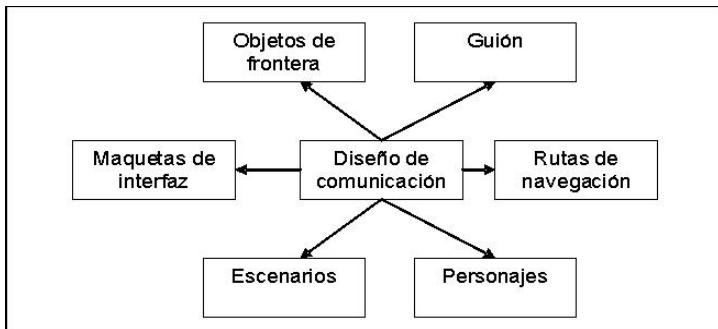 Objetos de
frontera
Guión
Maquetas de
interfaz
Diseño de
comunicación
Rutas de
navegación
Escenarios
Personajes